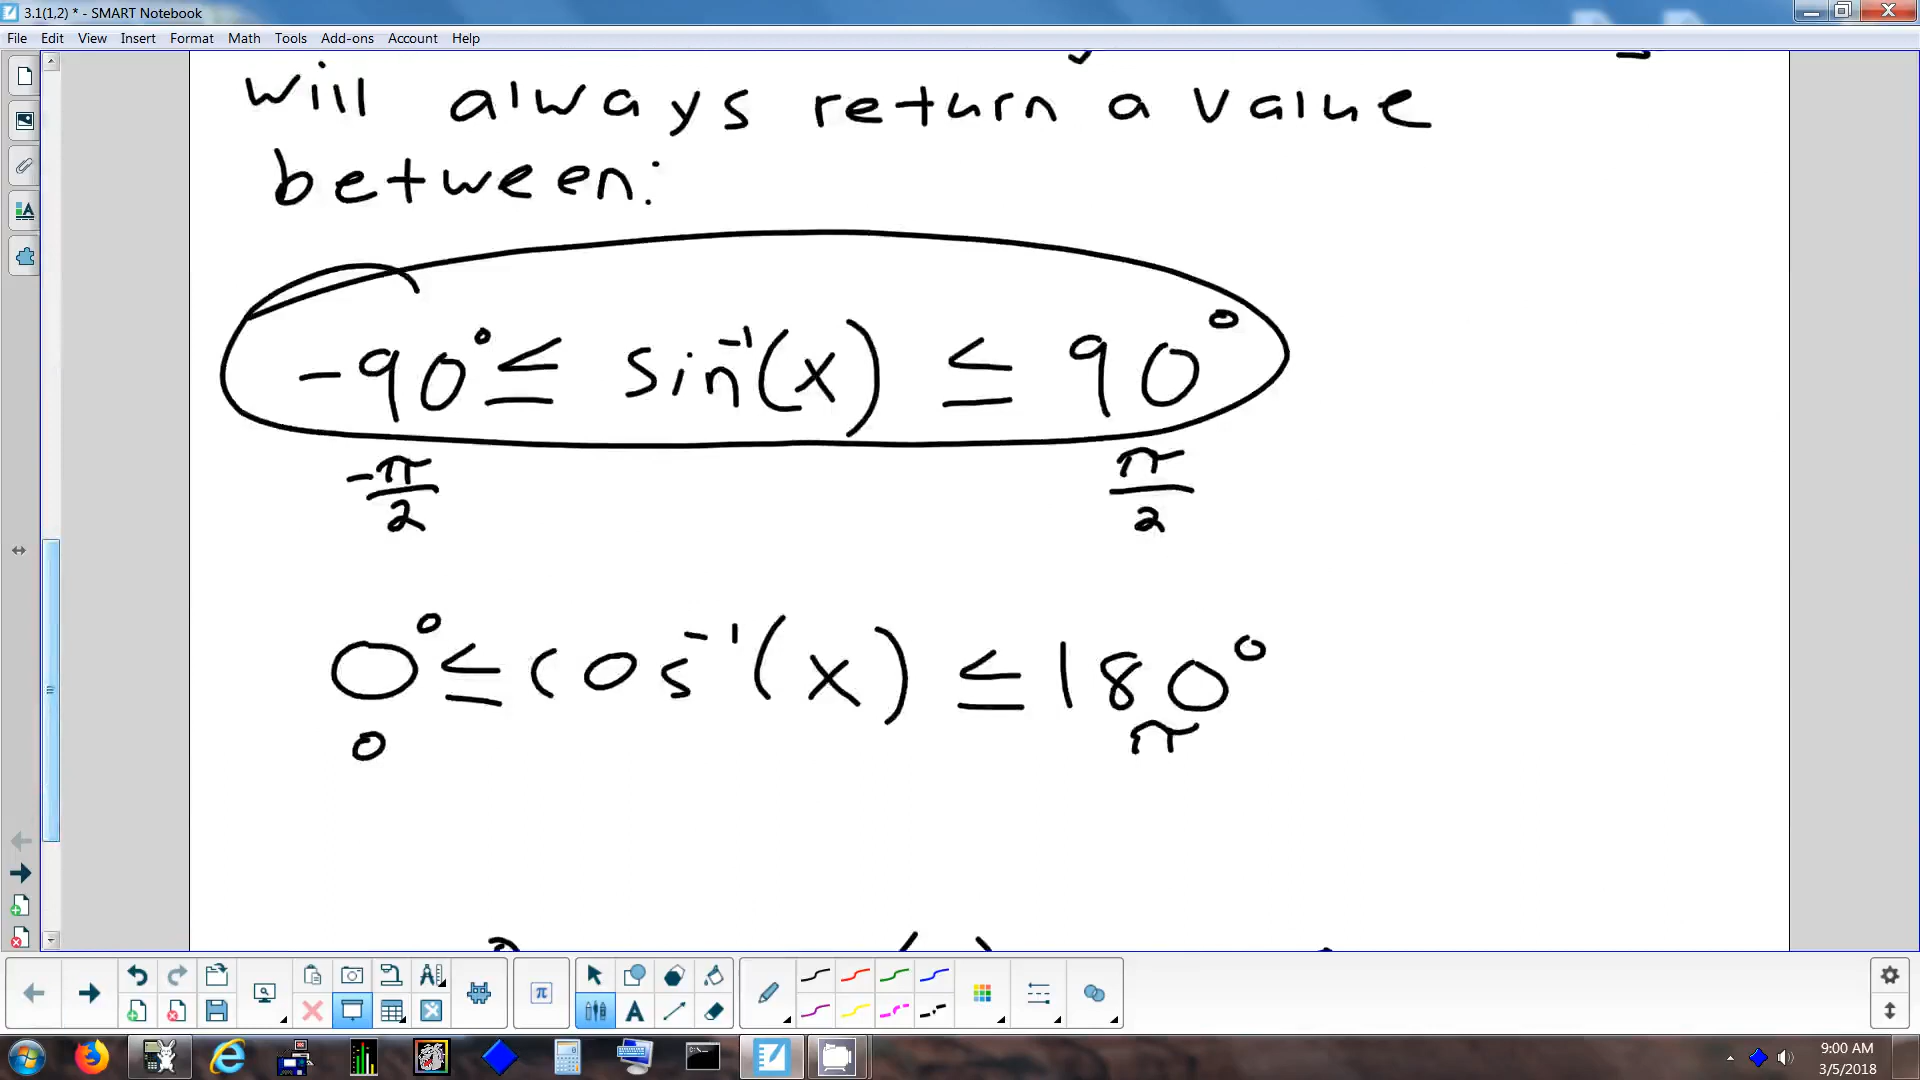 3.1(1,2) * - SMART Notebook
File Edit View Insert Format Math Tools Add-ons Account Help
will always return a value
between:
-90° ≤ sin⁻¹(x) ≤ 90°
-π/2 π/2
0° ≤ cos⁻¹(x) ≤ 180°
0 π
9:00 AM
3/5/2018